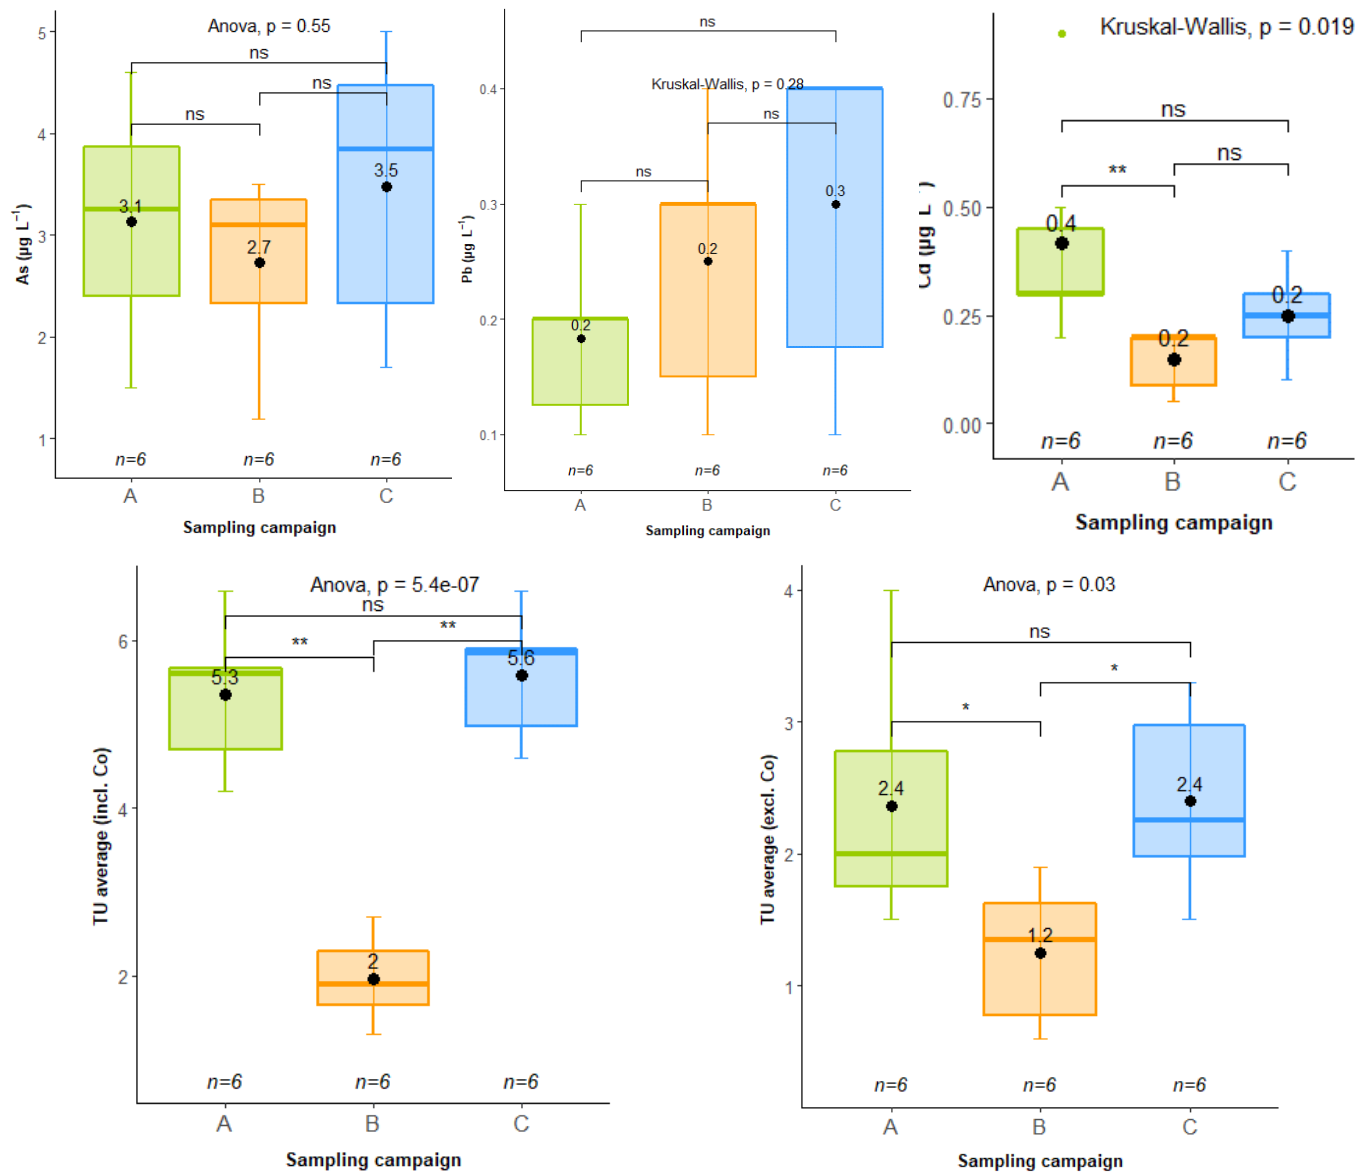 Anova, p = 0.55
ns
ns
ns
3.1
2.7
3.5
5
4
3
2
1
As (µg L⁻¹)
n=6 n=6 n=6
A B C
Sampling campaign
ns
Kruskal-Wallis, p = 0.28
ns
ns
0.2
0.2
0.3
0.4
0.3
0.2
0.1
Pb (µg L⁻¹)
n=6 n=6 n=6
A B C
Sampling campaign
Kruskal-Wallis, p = 0.019
ns
**
ns
0.4
0.2
0.2
0.75
0.50
0.25
0.00
Cd (µg L⁻¹)
n=6 n=6 n=6
A B C
Sampling campaign
Anova, p = 5.4e-07
ns
**
**
5.3
2
5.6
6
4
2
TU average (incl. Co)
n=6 n=6 n=6
A B C
Sampling campaign
Anova, p = 0.03
ns
*
*
2.4
1.2
2.4
4
3
2
1
TU average (excl. Co)
n=6 n=6 n=6
A B C
Sampling campaign